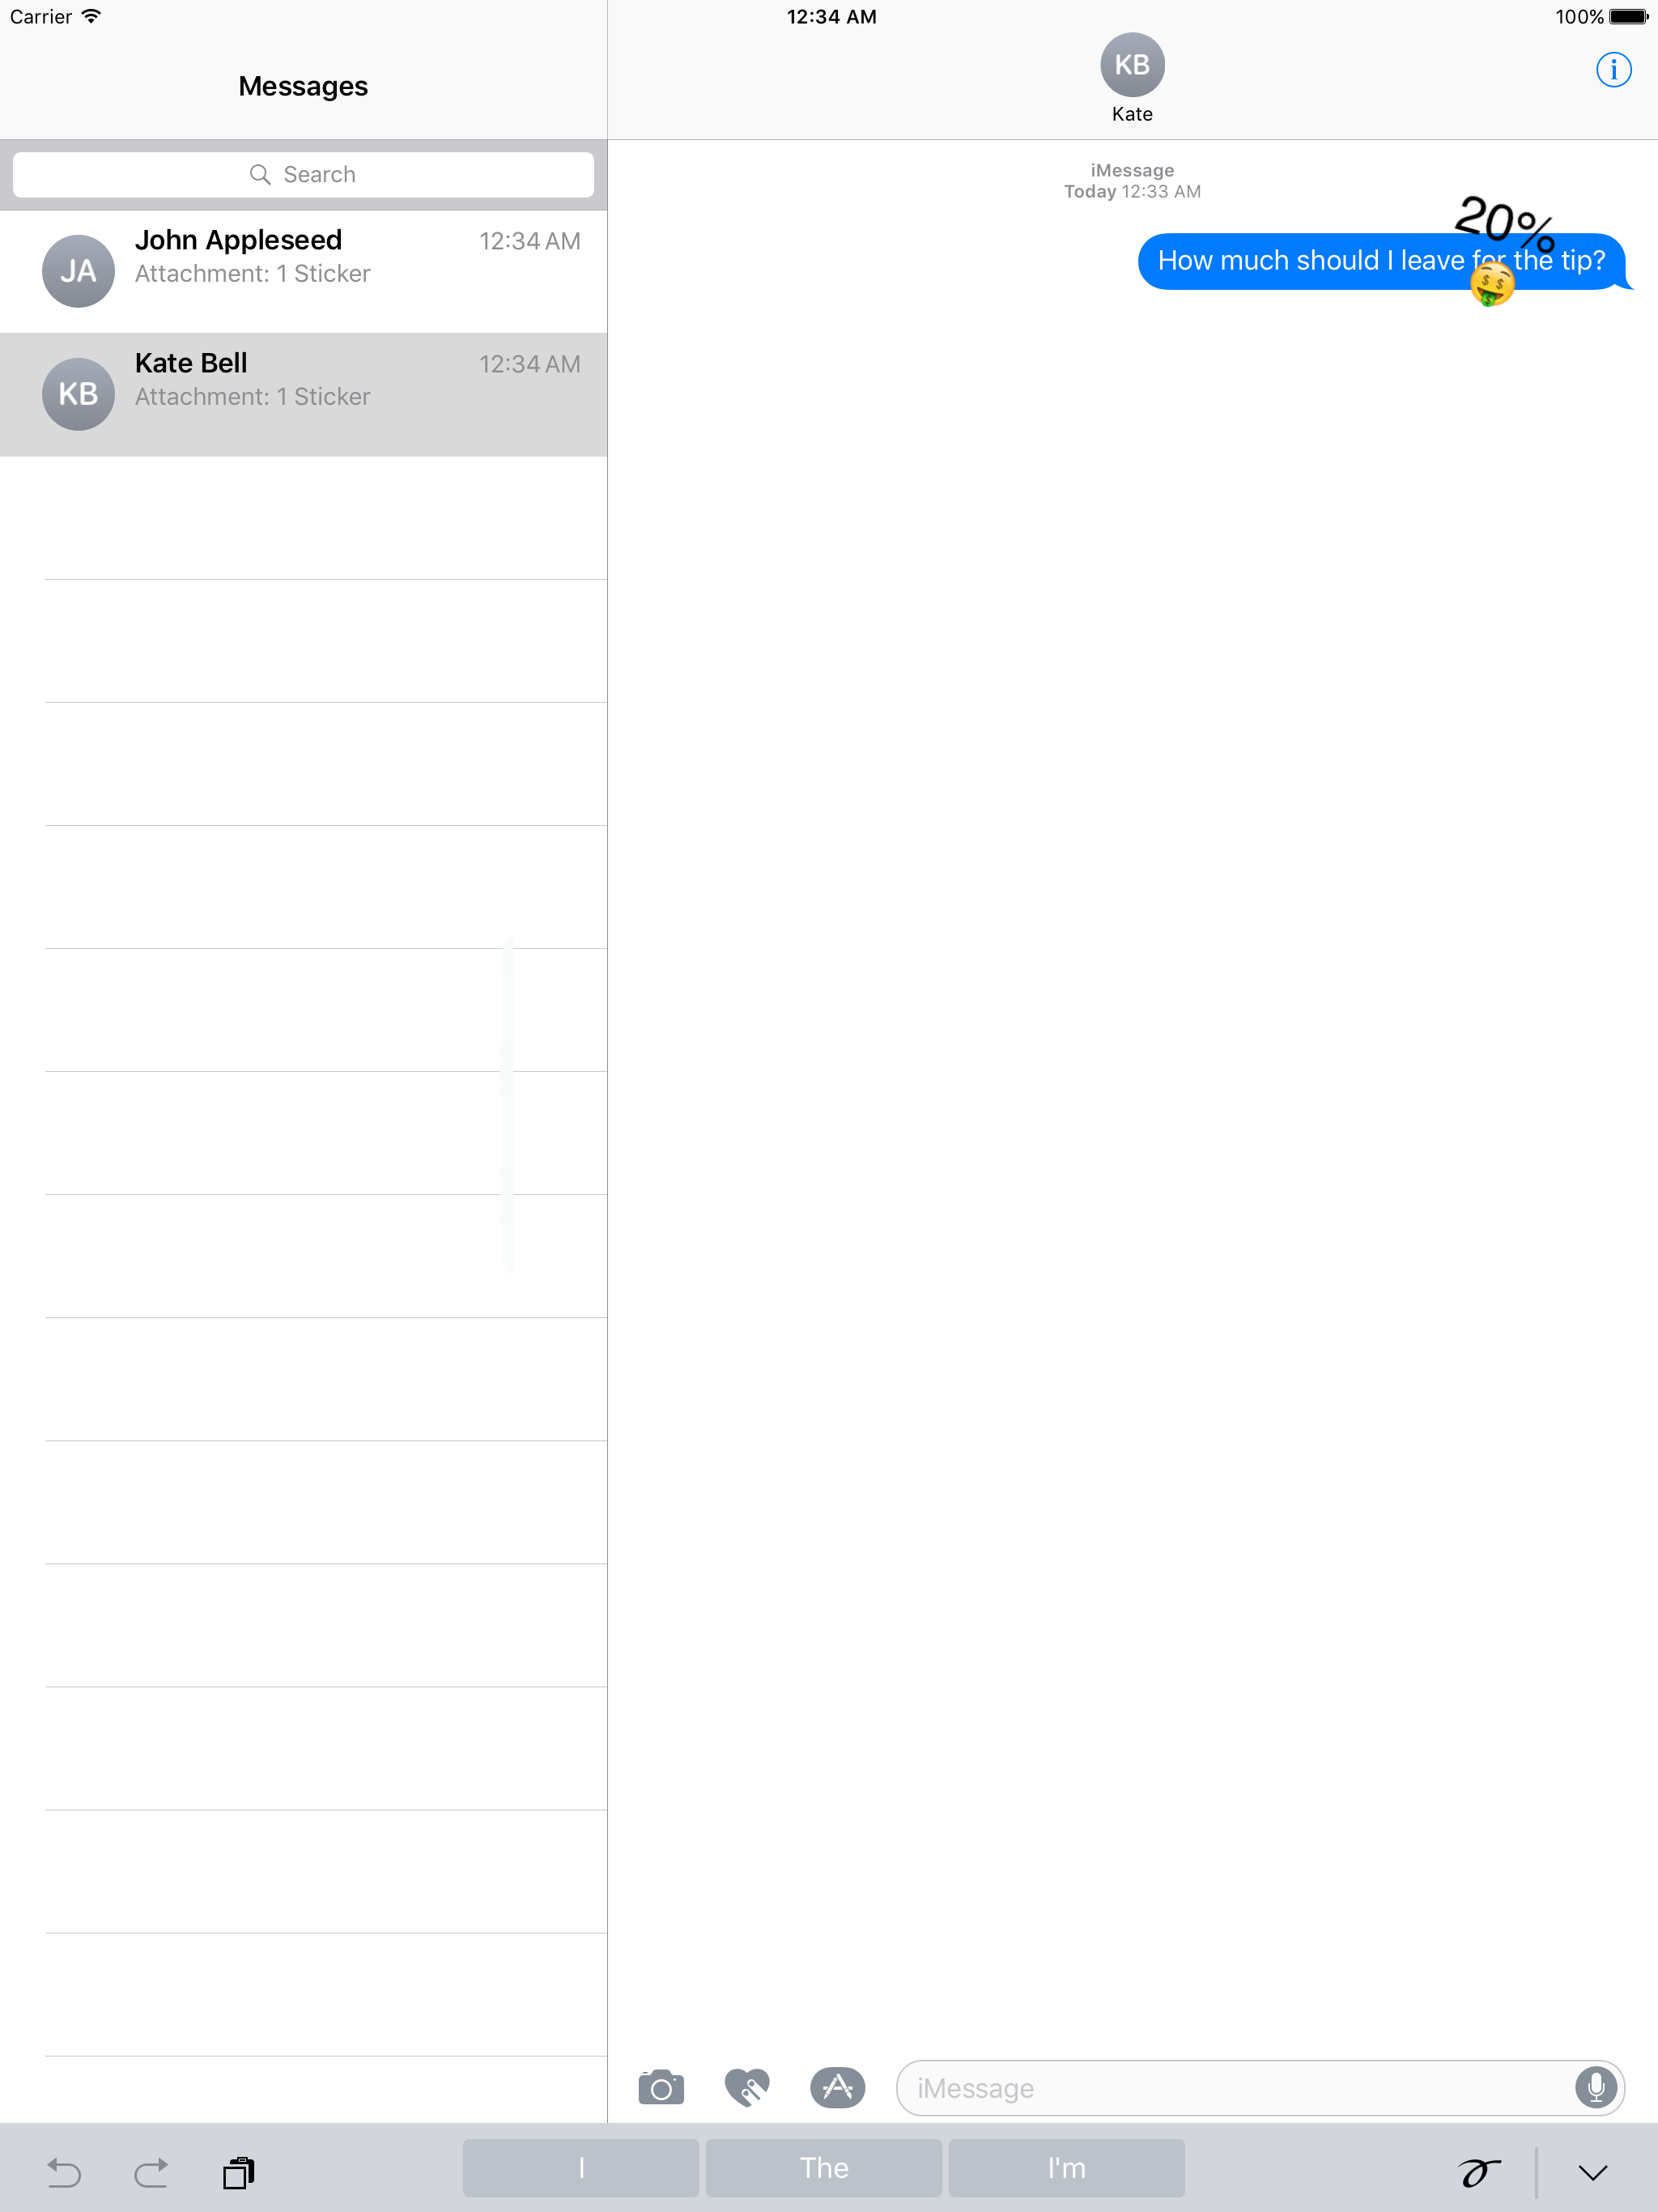 Carrier
12:34 AM
100%
Messages
KB
Kate
Search
JA
John Appleseed
12:34 AM
Attachment: 1 Sticker
KB
Kate Bell
12:34 AM
Attachment: 1 Sticker
iMessage
Today 12:33 AM
20%
How much should I leave for the tip?
iMessage
I
The
I'm